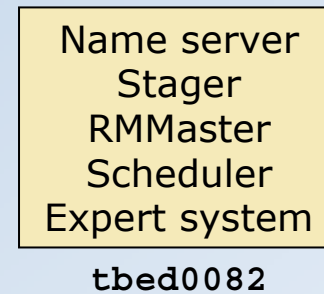 Name server
Stager
RMMaster
Scheduler
Expert system
tbed0082